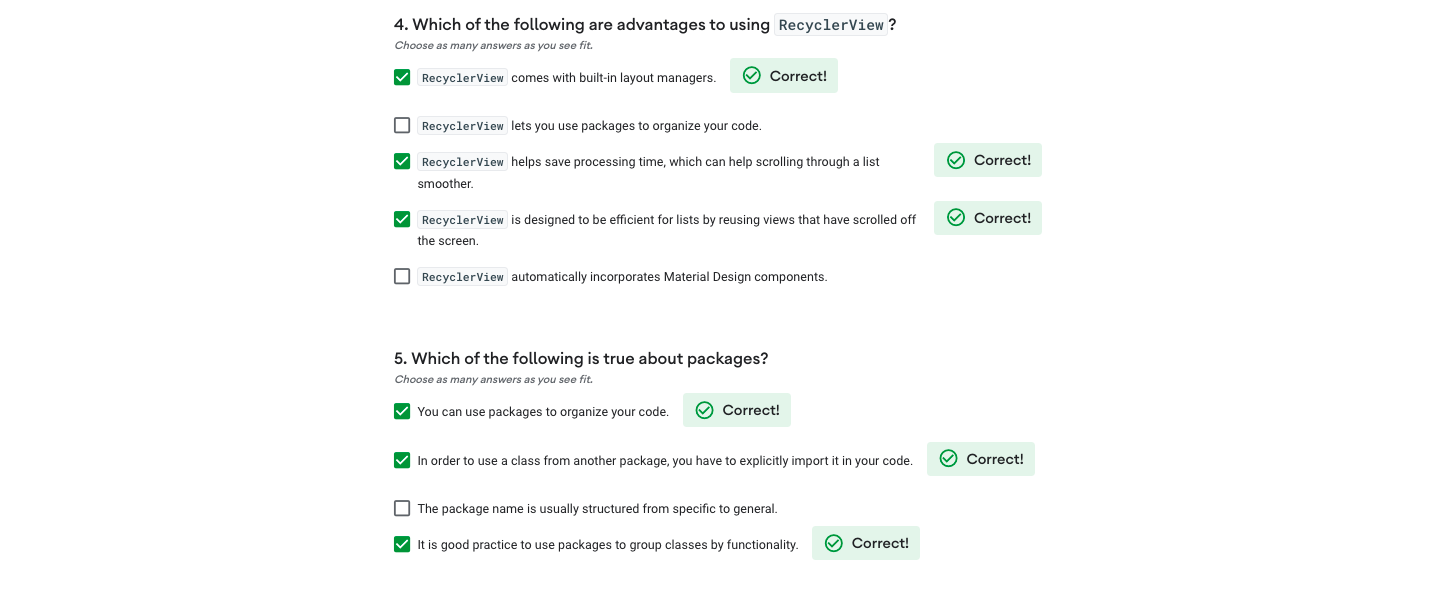 4. Which of the following are advantages to using RecyclerView?
Choose as many answers as you see fit.
RecyclerView comes with built-in layout managers. Correct!
RecyclerView lets you use packages to organize your code.
RecyclerView helps save processing time, which can help scrolling through a list Correct!
smoother.
RecyclerView is designed to be efficient for lists by reusing views that have scrolled off Correct!
the screen.
RecyclerView automatically incorporates Material Design components.
5. Which of the following is true about packages?
Choose as many answers as you see fit.
You can use packages to organize your code. Correct!
In order to use a class from another package, you have to explicitly import it in your code. Correct!
The package name is usually structured from specific to general.
It is good practice to use packages to group classes by functionality. Correct!